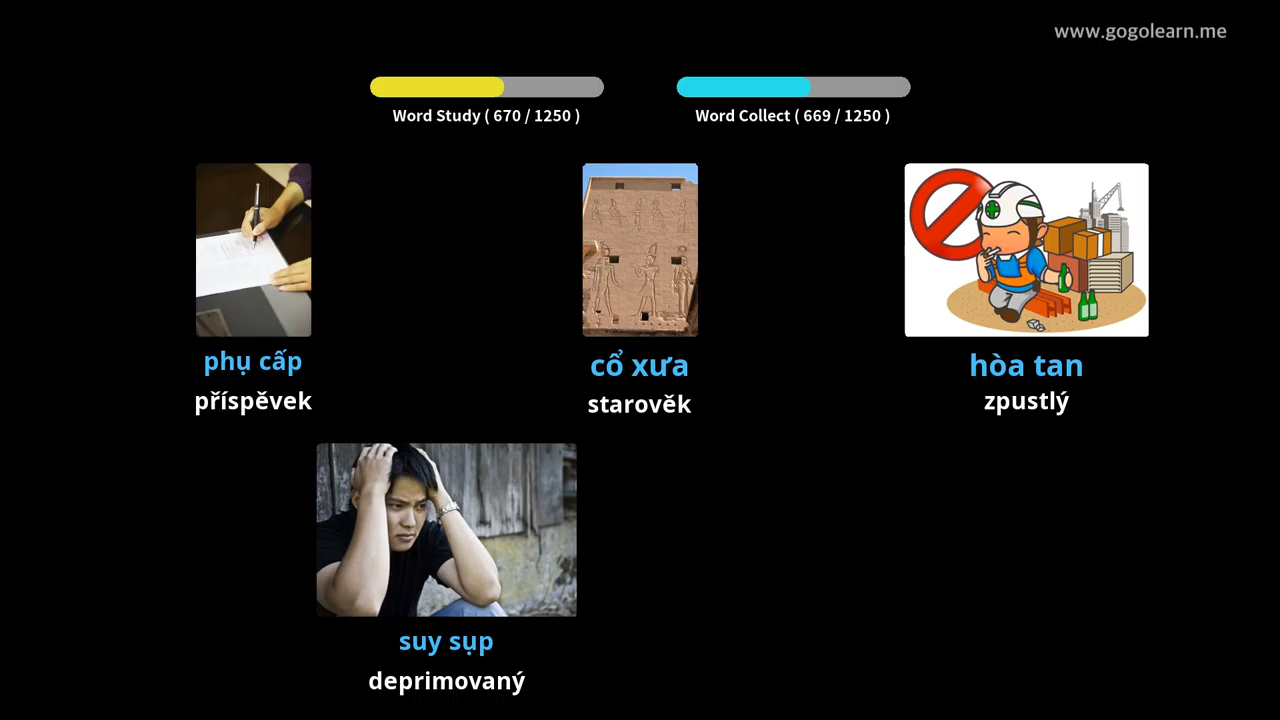 www.gogolearn.me
Word Study ( 670 / 1250 )
Word Collect ( 669 / 1250 )
phụ cấp
příspěvek
cổ xưa
starověk
hòa tan
zpustlý
suy sụp
deprimovaný